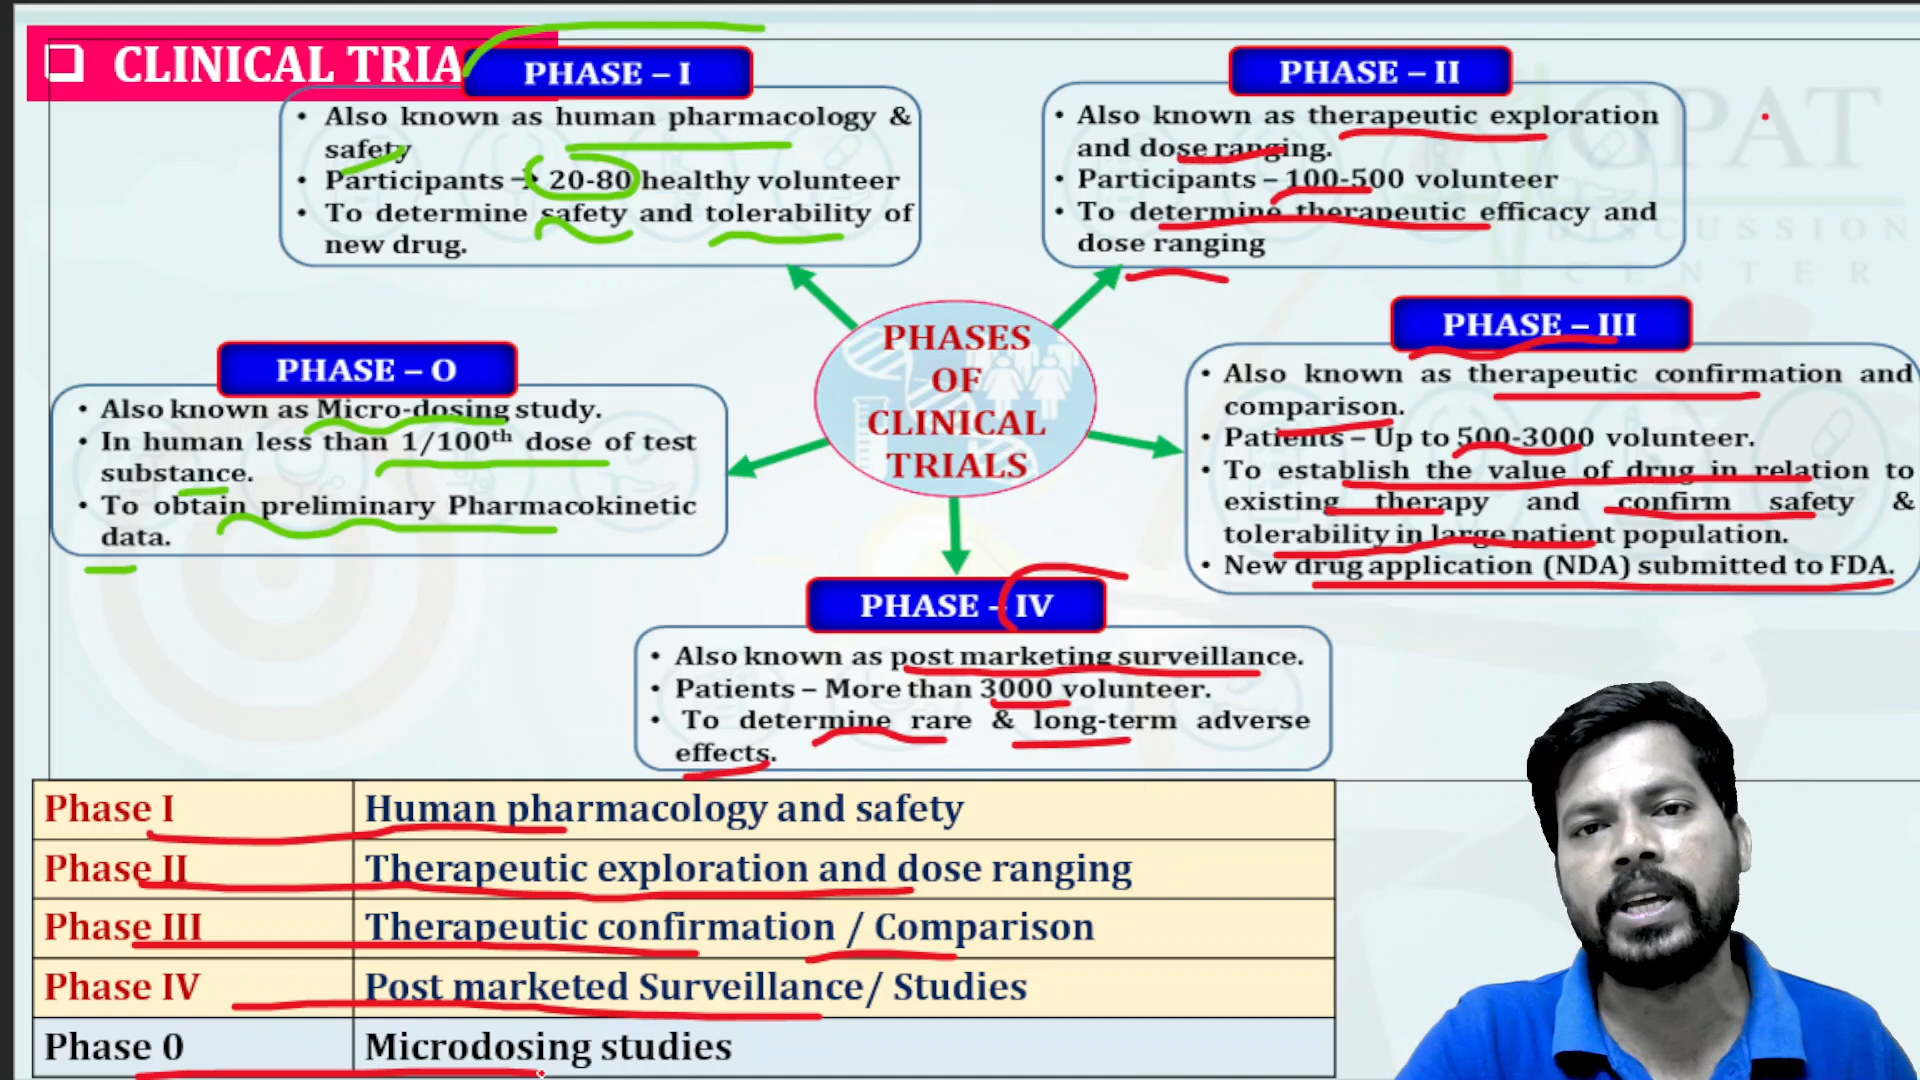 ❑ CLINICAL TRIA
PHASE – I
• Also known as human pharmacology &
safety
• Participants → 20-80 healthy volunteer
• To determine safety and tolerability of
new drug.
PHASE – II
• Also known as therapeutic exploration
and dose ranging.
• Participants – 100-500 volunteer
• To determine therapeutic efficacy and
dose ranging
GPAT
DISCUSSION
CENTER
PHASES
OF
CLINICAL
TRIALS
PHASE – O
• Also known as Micro-dosing study.
• In human less than 1/100th dose of test
substance.
• To obtain preliminary Pharmacokinetic
data.
PHASE – III
• Also known as therapeutic confirmation and
comparison.
• Patients – Up to 500-3000 volunteer.
• To establish the value of drug in relation to
existing therapy and confirm safety &
tolerability in large patient population.
• New drug application (NDA) submitted to FDA.
PHASE – IV
• Also known as post marketing surveillance.
• Patients – More than 3000 volunteer.
• To determine rare & long-term adverse
effects.
Phase I Human pharmacology and safety
Phase II Therapeutic exploration and dose ranging
Phase III Therapeutic confirmation / Comparison
Phase IV Post marketed Surveillance/ Studies
Phase 0 Microdosing studies